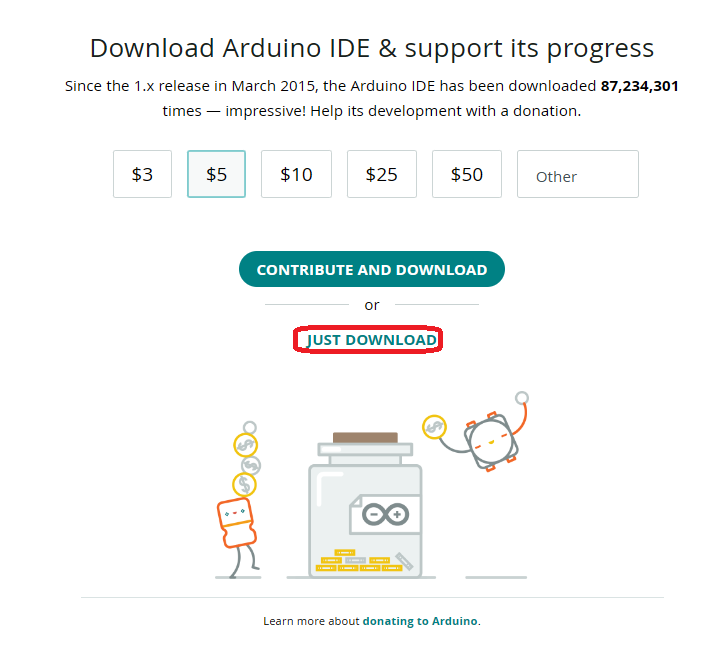 Download Arduino IDE & support its progress
Since the 1.x release in March 2015, the Arduino IDE has been downloaded 87,234,301
times — impressive! Help its development with a donation.
$3 $5 $10 $25 $50 Other
CONTRIBUTE AND DOWNLOAD
or
JUST DOWNLOAD
Learn more about donating to Arduino.